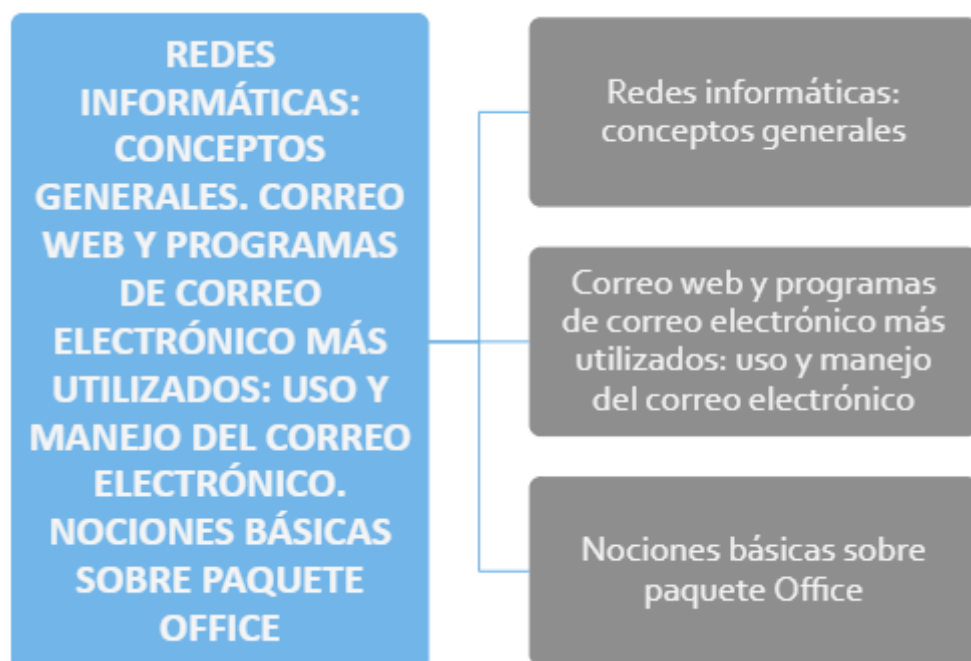 REDES
INFORMÁTICAS:
CONCEPTOS
GENERALES. CORREO
WEB Y PROGRAMAS
DE CORREO
ELECTRÓNICO MÁS
UTILIZADOS: USO Y
MANEJO DEL CORREO
ELECTRÓNICO.
NOCIONES BÁSICAS
SOBRE PAQUETE
OFFICE
Redes informáticas:
conceptos generales
Correo web y programas
de correo electrónico más
utilizados: uso y manejo
del correo electrónico
Nociones básicas sobre
paquete Office